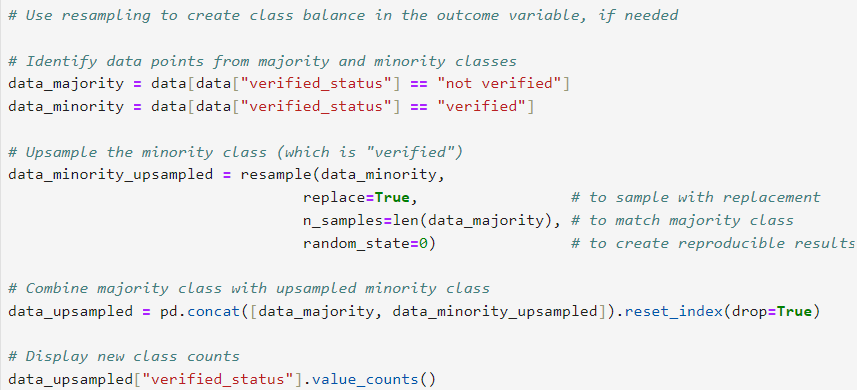 # Use resampling to create class balance in the outcome variable, if needed
# Identify data points from majority and minority classes
data_majority = data[data["verified_status"] == "not verified"]
data_minority = data[data["verified_status"] == "verified"]
# Upsample the minority class (which is "verified")
data_minority_upsampled = resample(data_minority,
replace=True, # to sample with replacement
n_samples=len(data_majority), # to match majority class
random_state=0) # to create reproducible results
# Combine majority class with upsampled minority class
data_upsampled = pd.concat([data_majority, data_minority_upsampled]).reset_index(drop=True)
# Display new class counts
data_upsampled["verified_status"].value_counts()